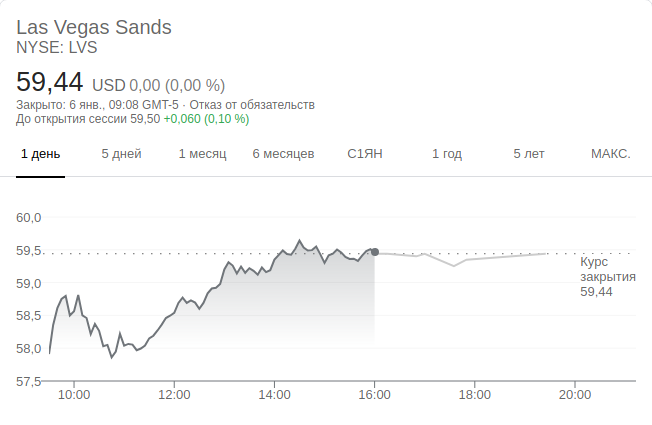 Las Vegas Sands
NYSE: LVS
59,44 USD 0,00 (0,00 %)
Закрыто: 6 янв., 09:08 GMT-5 · Отказ от обязательств
До открытия сессии 59,50 +0,060 (0,10 %)
1 день 5 дней 1 месяц 6 месяцев С1ЯН 1 год 5 лет МАКС.
60,0
59,5
59,0
58,5
58,0
57,5
Курс
закрытия
59,44
10:00 12:00 14:00 16:00 18:00 20:00